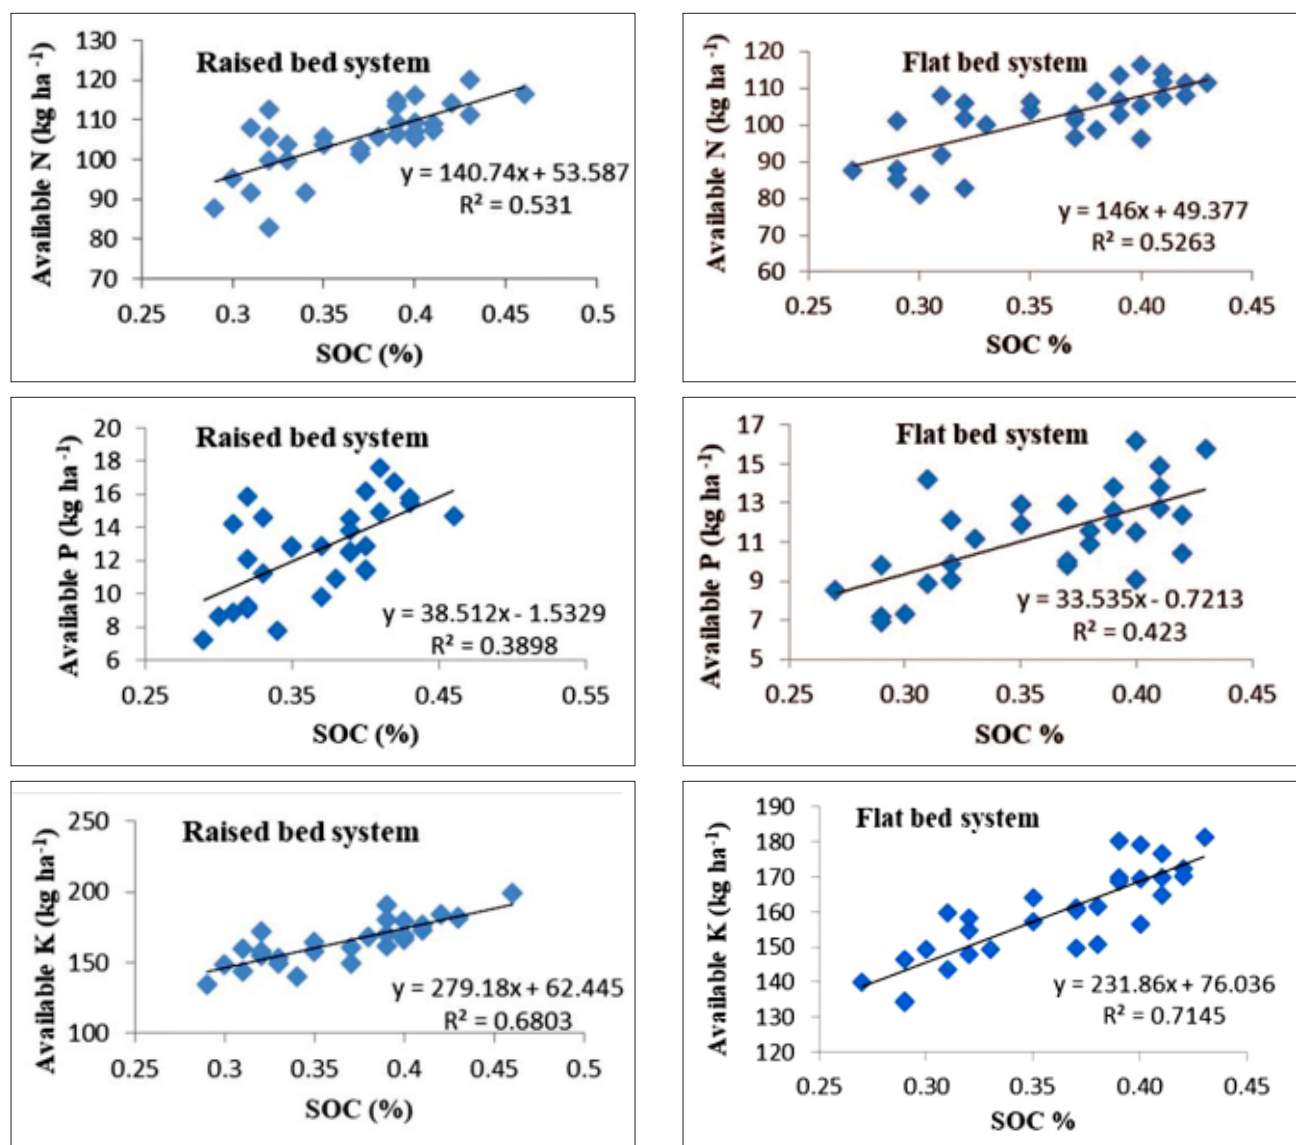 Raised bed system
Available N (kg ha -1)
130
120
110
100
90
80
70
y = 140.74x + 53.587
R² = 0.531
0.25 0.3 0.35 0.4 0.45 0.5
SOC (%)
Flat bed system
Available N (kg ha -1)
120
110
100
90
80
70
60
y = 146x + 49.377
R² = 0.5263
0.25 0.30 0.35 0.40 0.45
SOC %
Raised bed system
Available P (kg ha -1)
20
18
16
14
12
10
8
6
y = 38.512x - 1.5329
R² = 0.3898
0.25 0.35 0.45 0.55
SOC (%)
Flat bed system
Available P (kg ha -1)
17
15
13
11
9
7
5
y = 33.535x - 0.7213
R² = 0.423
0.25 0.30 0.35 0.40 0.45
SOC %
Raised bed system
Available K (kg ha-1)
250
200
150
100
y = 279.18x + 62.445
R² = 0.6803
0.25 0.3 0.35 0.4 0.45 0.5
SOC (%)
Flat bed system
Available K (kg ha-1)
190
180
170
160
150
140
130
120
y = 231.86x + 76.036
R² = 0.7145
0.25 0.30 0.35 0.40 0.45
SOC %